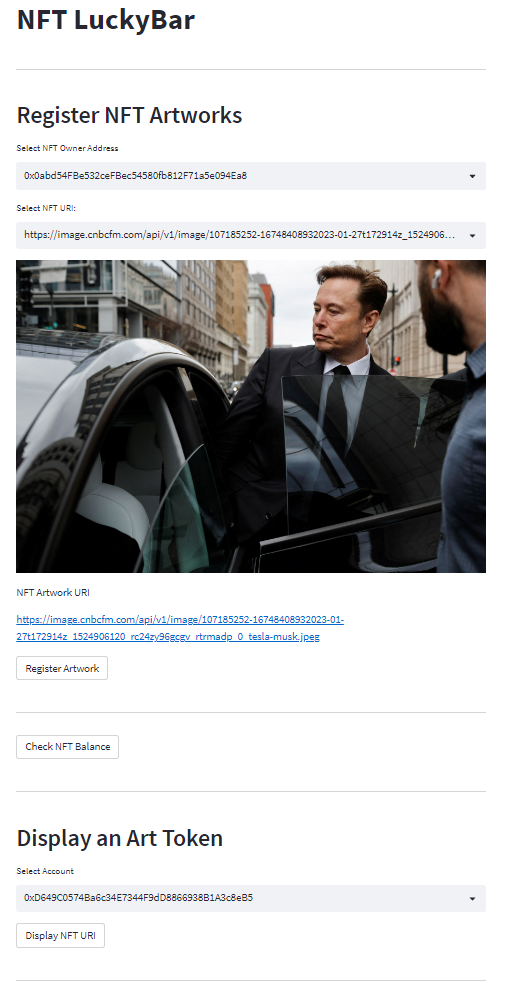 NFT LuckyBar
Register NFT Artworks
Select NFT Owner Address
0x0abd54FBe532ceFBec54580fb812F71a5e094Ea8
Select NFT URI:
https://image.cnbcfm.com/api/v1/image/107185252-16748408932023-01-27t172914z_1524906...
NFT Artwork URI
https://image.cnbcfm.com/api/v1/image/107185252-16748408932023-01-
27t172914z_1524906120_rc24zy96gcgv_rtrmadp_0_tesla-musk.jpeg
Register Artwork
Check NFT Balance
Display an Art Token
Select Account
0xD649C0574Ba6c34E7344F9dD8866938B1A3c8eB5
Display NFT URI